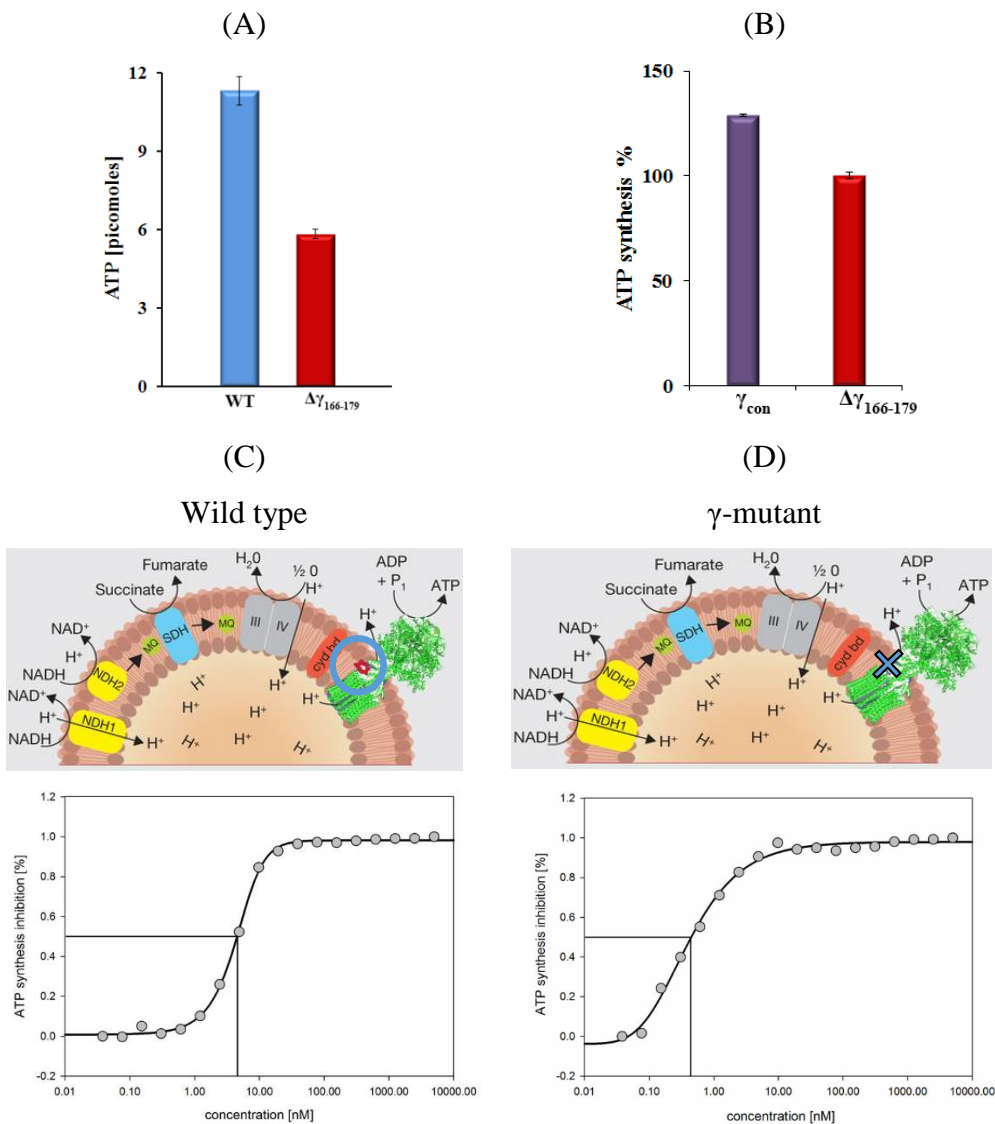 (A)
(B)
ATP [picomoles]
12
9
6
3
0
WT
Δγ166-179
ATP synthesis %
150
100
50
0
γcon
Δγ166-179
(C)
(D)
Wild type
γ-mutant
Fumarate
Succinate
NAD+
H+
NADH
NAD+
H+
NADH
NDH2
NDH1
MQ
SDH
MQ
H20
½ 0
H+
III
IV
cyd bd
H+
ADP
+ P1
ATP
H+
H+
H+
H+
H+
H+
H+
H+
Fumarate
Succinate
NAD+
H+
NADH
NAD+
H+
NADH
NDH2
NDH1
MQ
SDH
MQ
H20
½ 0
H+
III
IV
cyd bd
H+
ADP
+ P1
ATP
H+
H+
H+
H+
H+
H+
H+
H+
ATP synthesis inhibition [%]
1.2
1.0
0.8
0.6
0.4
0.2
0.0
-0.2
0.01
0.10
1.00
10.00
100.00
1000.00
10000.00
concentration [nM]
ATP synthesis inhibition [%]
1.2
1.0
0.8
0.6
0.4
0.2
0.0
-0.2
0.01
0.10
1.00
10.00
100.00
1000.00
10000.00
concentration [nM]